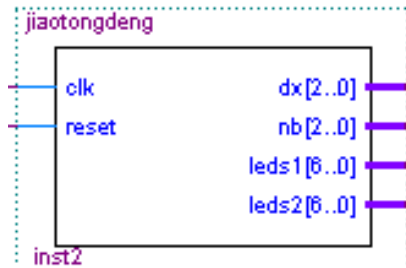 jiaotongdeng
clk dx[2..0]
reset nb[2..0]
leds1[6..0]
leds2[6..0]
inst2